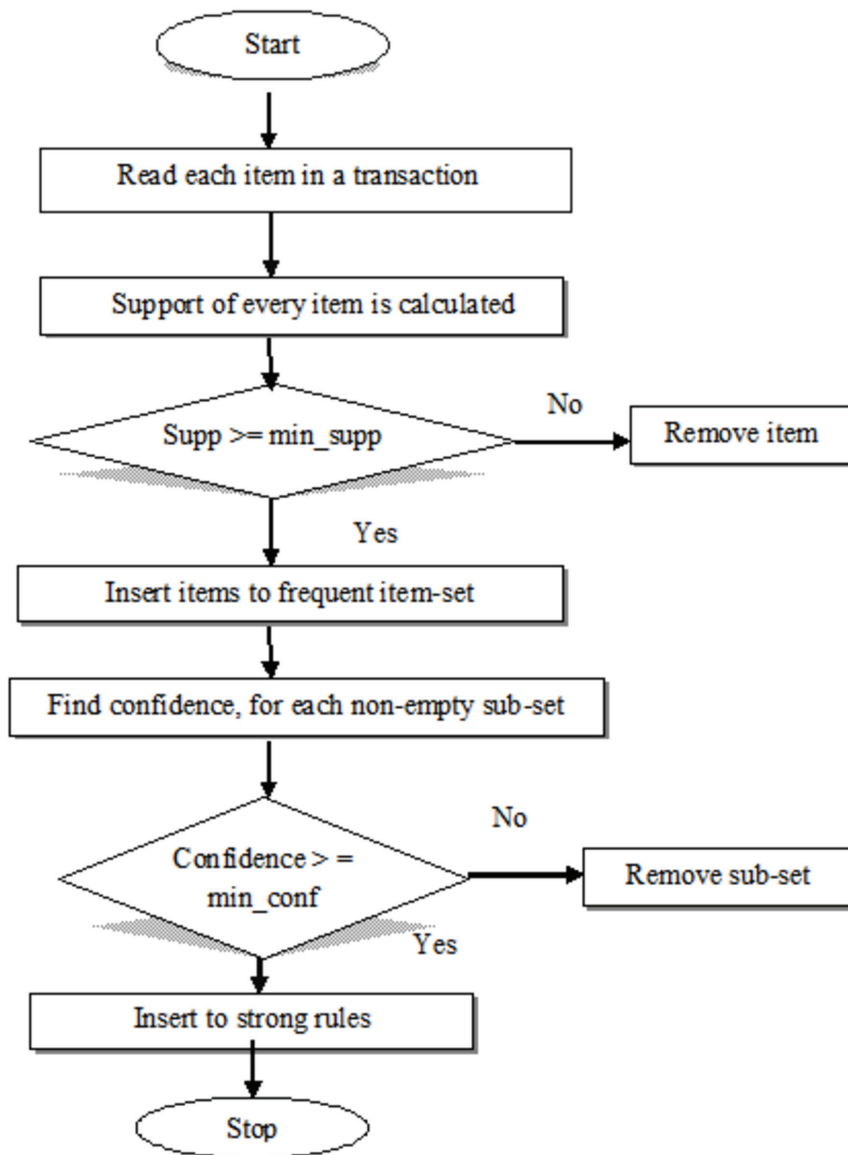 Start
Read each item in a transaction
Support of every item is calculated
Supp >= min_supp
No
Remove item
Yes
Insert items to frequent item-set
Find confidence, for each non-empty sub-set
Confidence > =
min_conf
No
Remove sub-set
Yes
Insert to strong rules
Stop